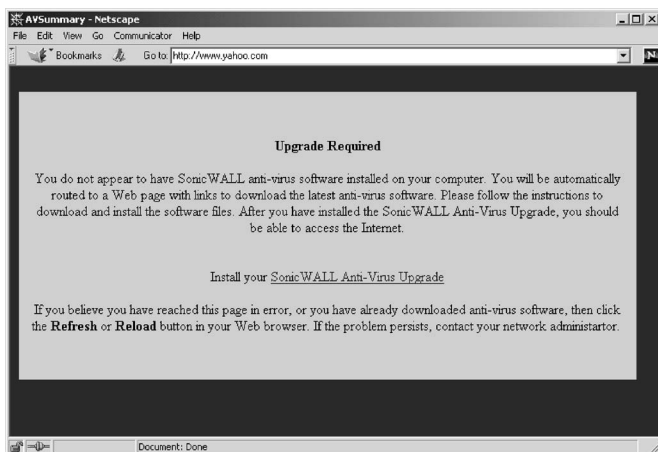 AVSummary - Netscape
File Edit View Go Communicator Help
Bookmarks Go to: http://www.yahoo.com N
Upgrade Required
You do not appear to have SonicWALL anti-virus software installed on your computer. You will be automatically
routed to a Web page with links to download the latest anti-virus software. Please follow the instructions to
download and install the software files. After you have installed the SonicWALL Anti-Virus Upgrade, you should
be able to access the Internet.
Install your SonicWALL Anti-Virus Upgrade
If you believe you have reached this page in error, or you have already downloaded anti-virus software, then click
the Refresh or Reload button in your Web browser. If the problem persists, contact your network administartor.
Document: Done